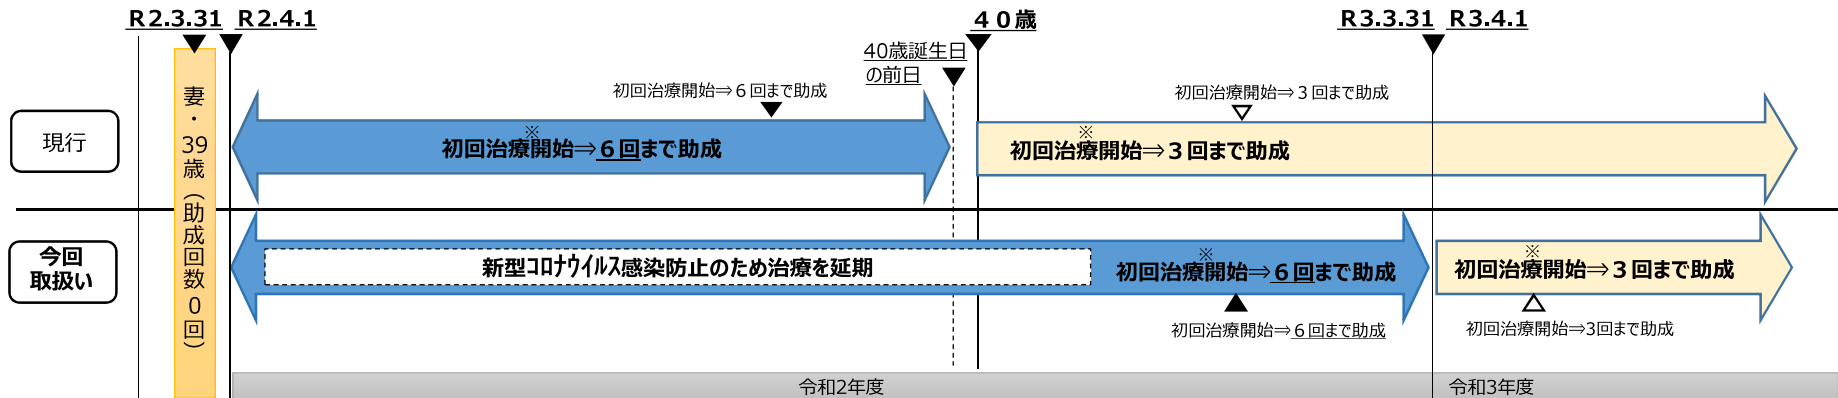 R2.3.31 R2.4.1
40歳
R3.3.31 R3.4.1
40歳誕生日
の前日
妻・39歳(助成回数0回)
現行
初回治療開始⇒6回まで助成
※
初回治療開始⇒6回まで助成
初回治療開始⇒3回まで助成
※
初回治療開始⇒3回まで助成
今回
取扱い
新型コロナウイルス感染防止のため治療を延期
※
初回治療開始⇒6回まで助成
初回治療開始⇒6回まで助成
※
初回治療開始⇒3回まで助成
初回治療開始⇒3回まで助成
令和2年度
令和3年度